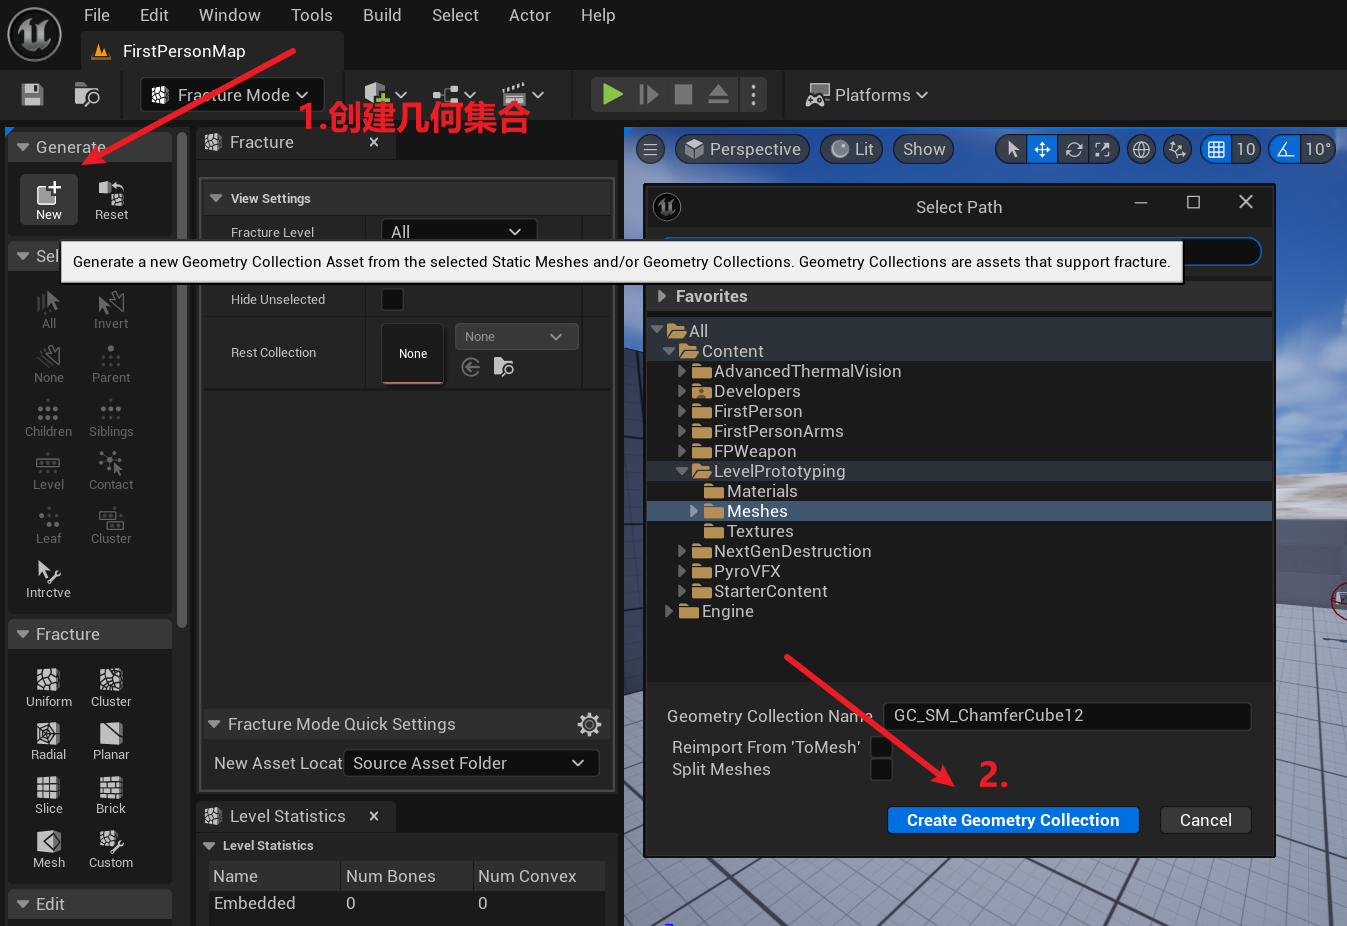 File Edit Window Tools Build Select Actor Help
FirstPersonMap
Fracture Mode
Platforms
1.创建几何集合
Generate
New
Reset
Sel
All
Invert
None
Parent
Children
Siblings
Level
Contact
Leaf
Cluster
Intrctve
Fracture
Uniform
Cluster
Radial
Planar
Slice
Brick
Mesh
Custom
Edit
Fracture
View Settings
Fracture Level
All
Generate a new Geometry Collection Asset from the selected Static Meshes and/or Geometry Collections. Geometry Collections are assets that support fracture.
Hide Unselected
Rest Collection
None
None
Fracture Mode Quick Settings
New Asset Locat
Source Asset Folder
Level Statistics
Level Statistics
Name Num Bones Num Convex
Embedded 0 0
Perspective
Lit
Show
10
10°
Select Path
Favorites
All
Content
AdvancedThermalVision
Developers
FirstPerson
FirstPersonArms
FPWeapon
LevelPrototyping
Materials
Meshes
Textures
NextGenDestruction
PyroVFX
StarterContent
Engine
Geometry Collection Name
GC_SM_ChamferCube12
Reimport From 'ToMesh'
Split Meshes
2.
Create Geometry Collection
Cancel